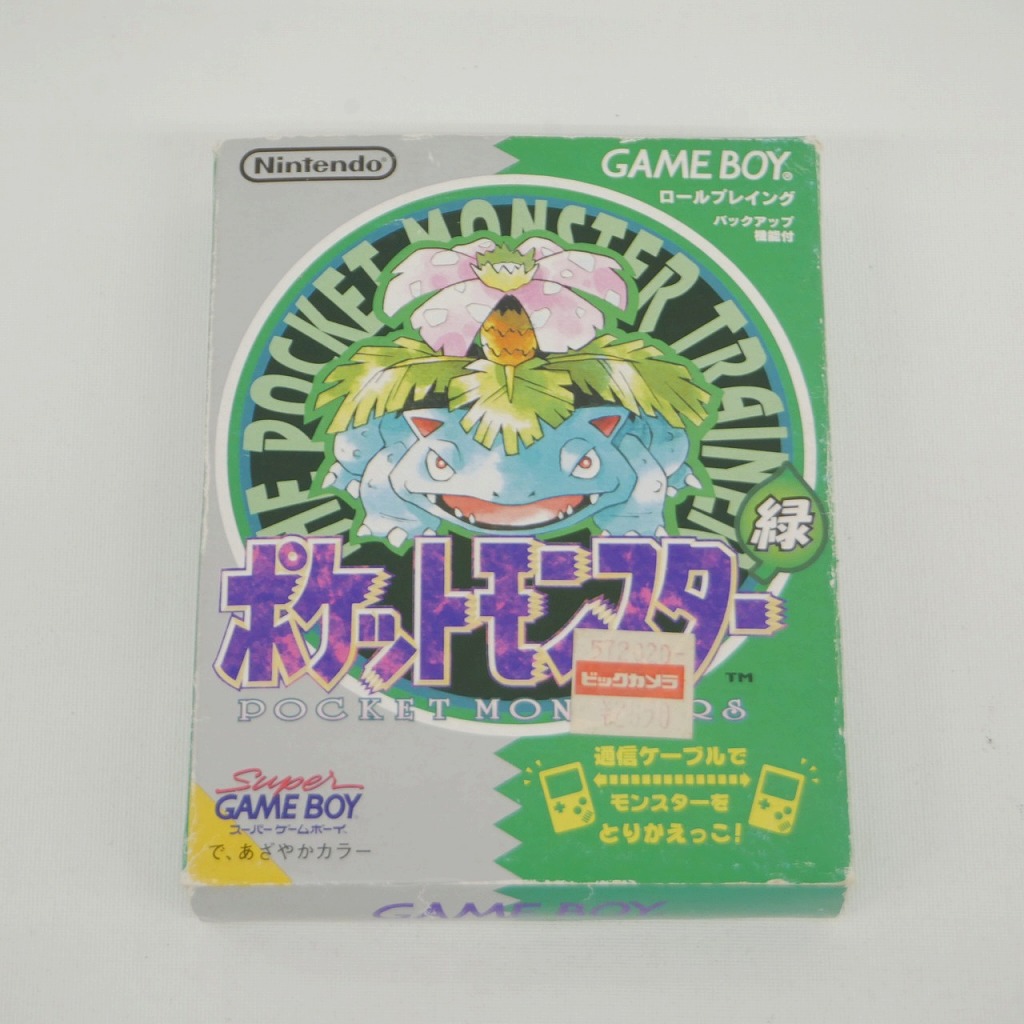 Nintendo
GAME BOY®
ロールプレイング
バックアップ
機能付
POCKET MONSTER TRAINER
緑
ポケットモンスター
TM
ビックカメラ
POCKET MON
RS
通信ケーブルで
モンスターを
とりかえっこ!
Super
GAME BOY
スーパーゲームボーイ
で、あざやかカラー
GAME BOY